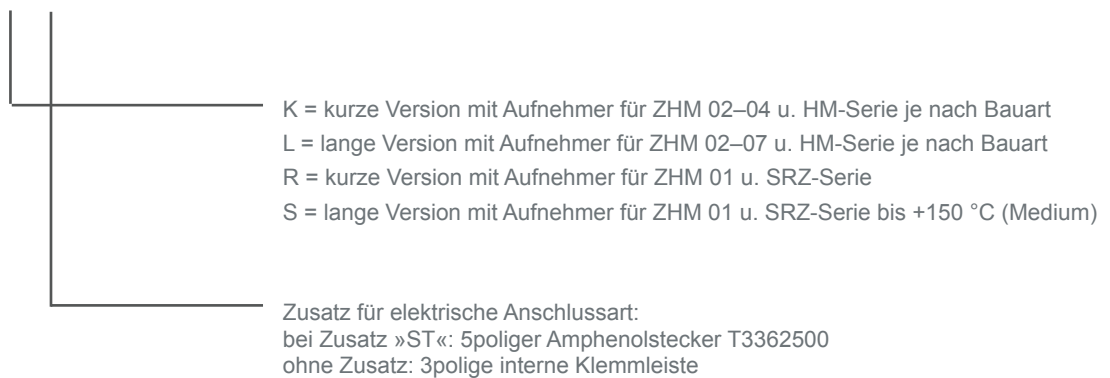 K = kurze Version mit Aufnehmer für ZHM 02–04 u. HM-Serie je nach Bauart
L = lange Version mit Aufnehmer für ZHM 02–07 u. HM-Serie je nach Bauart
R = kurze Version mit Aufnehmer für ZHM 01 u. SRZ-Serie
S = lange Version mit Aufnehmer für ZHM 01 u. SRZ-Serie bis +150 °C (Medium)
Zusatz für elektrische Anschlussart:
bei Zusatz »ST«: 5poliger Amphenolstecker T3362500
ohne Zusatz: 3polige interne Klemmleiste